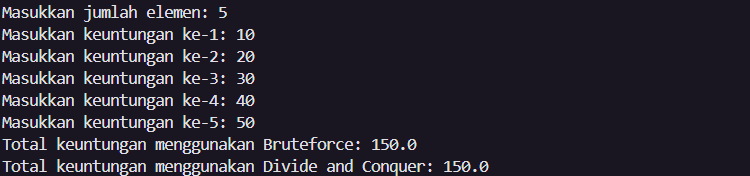 Masukkan jumlah elemen: 5
Masukkan keuntungan ke-1: 10
Masukkan keuntungan ke-2: 20
Masukkan keuntungan ke-3: 30
Masukkan keuntungan ke-4: 40
Masukkan keuntungan ke-5: 50
Total keuntungan menggunakan Bruteforce: 150.0
Total keuntungan menggunakan Divide and Conquer: 150.0